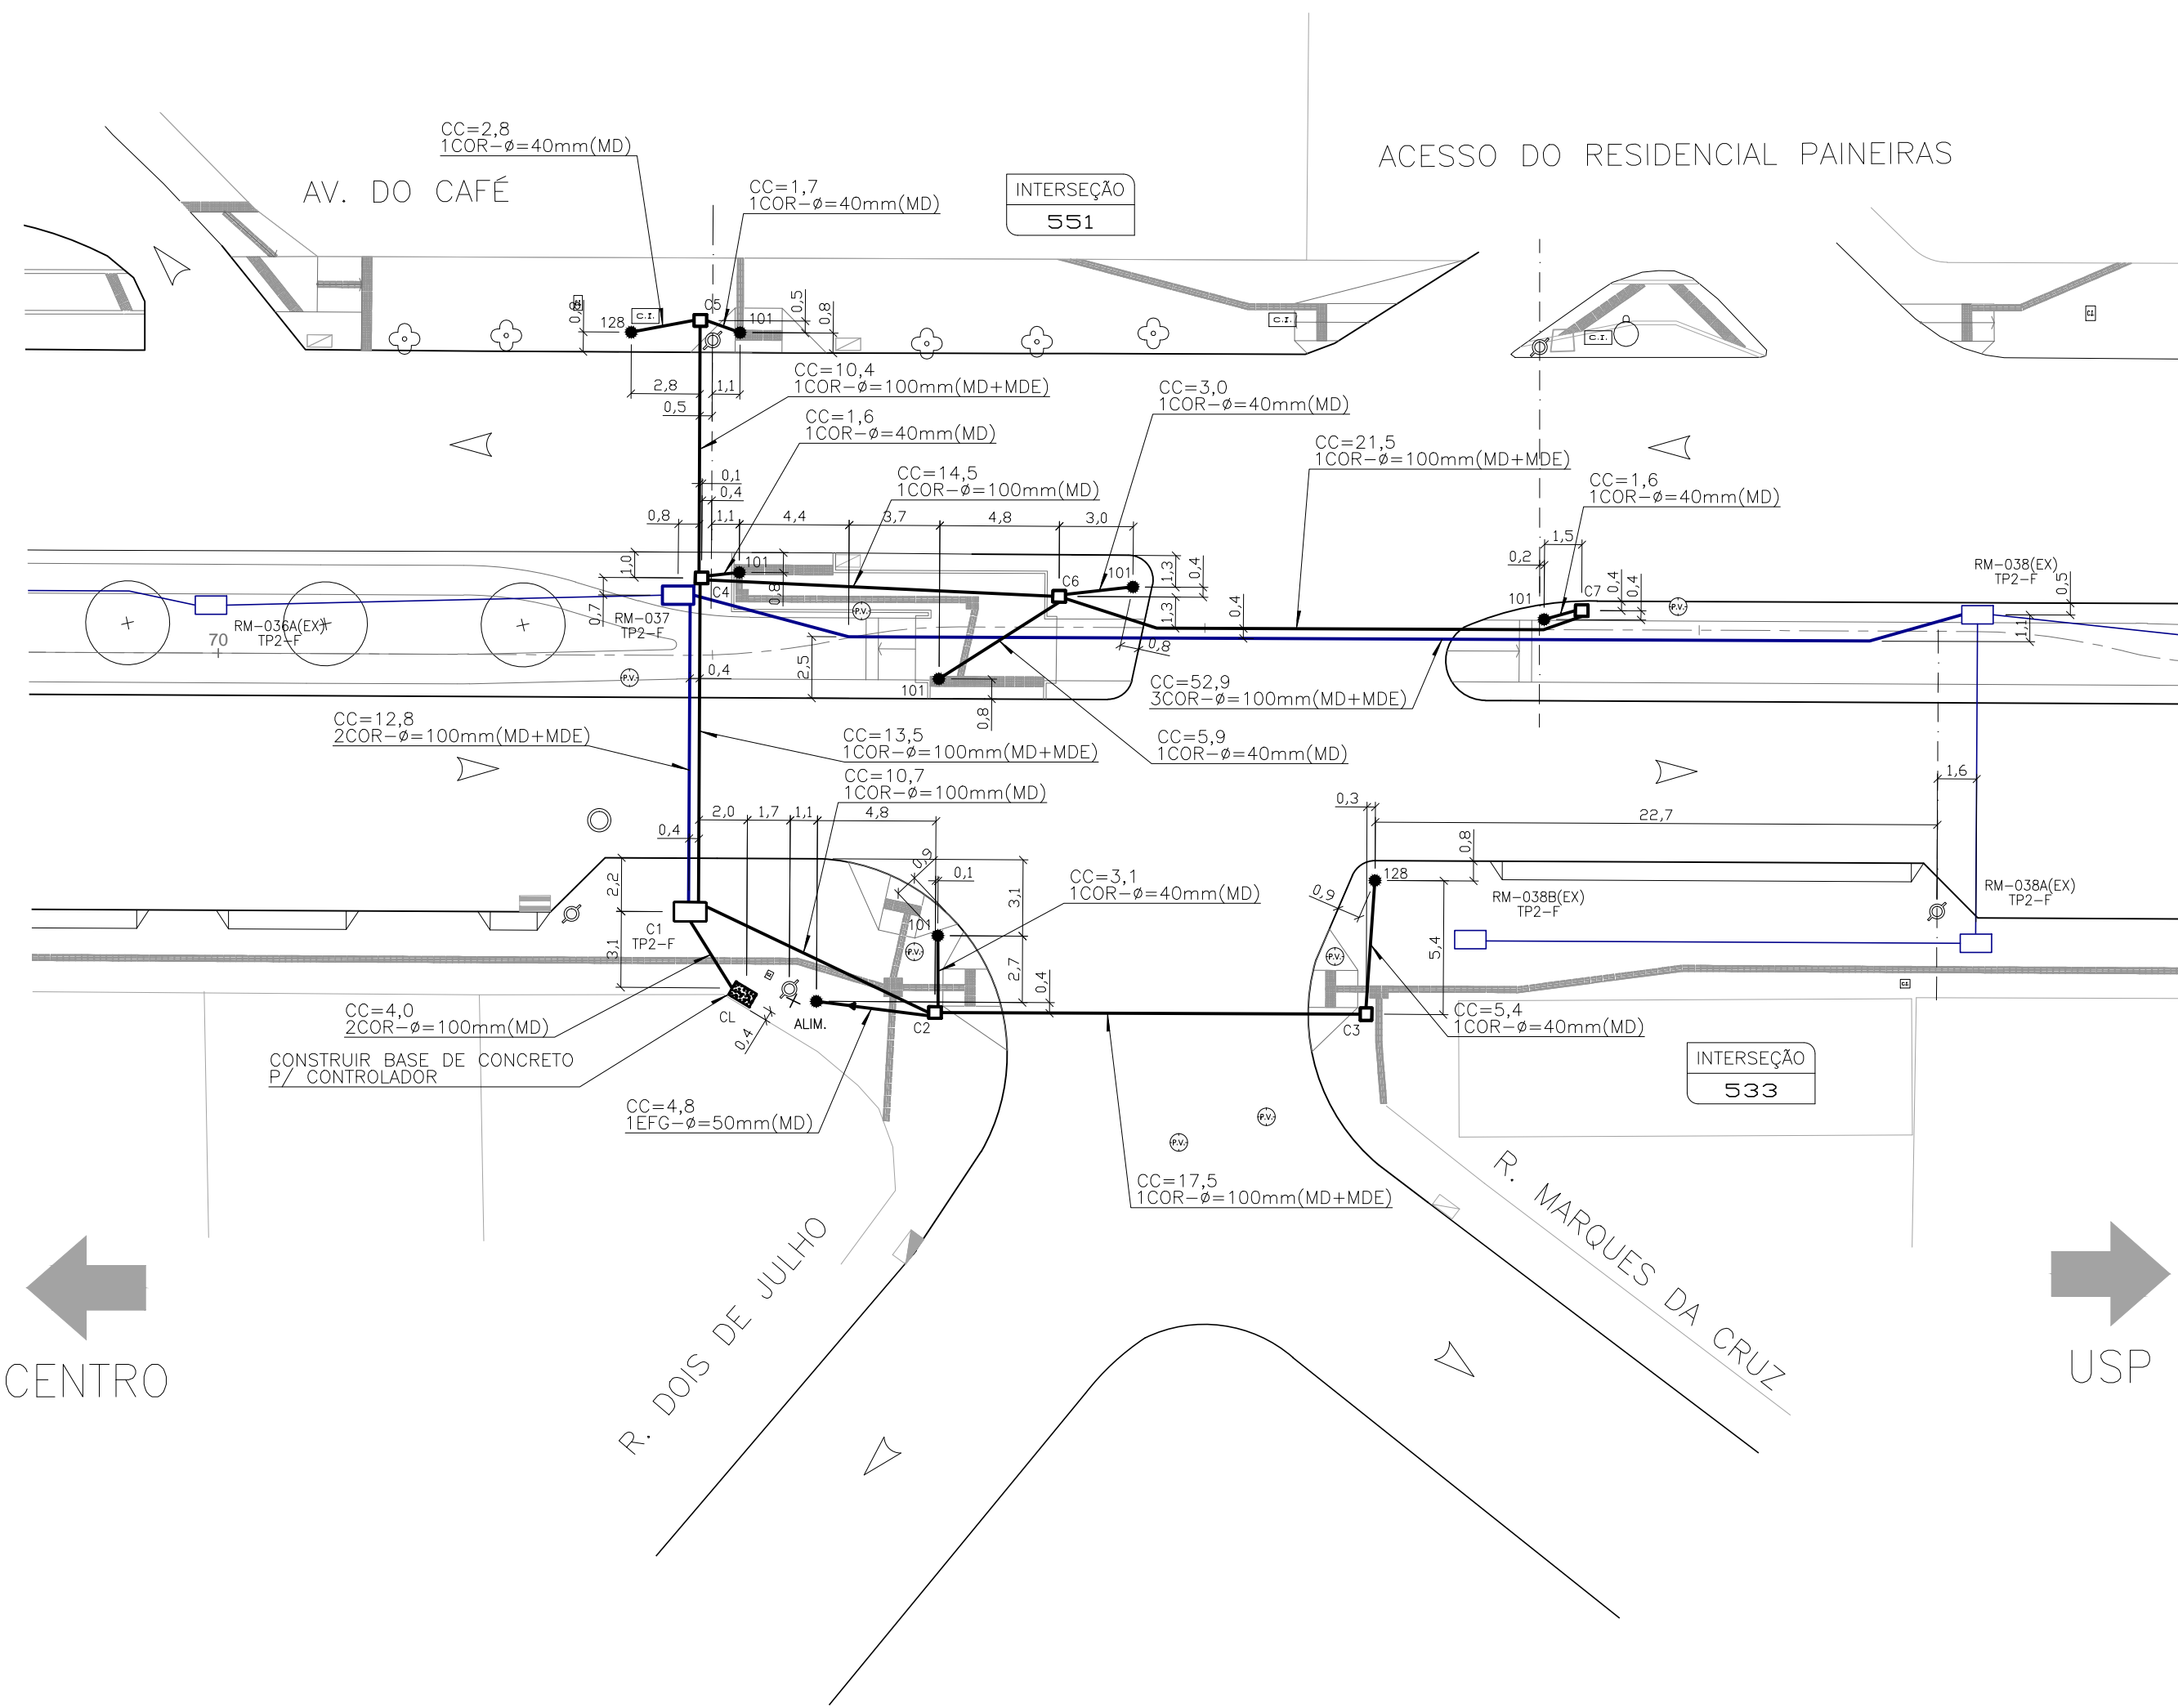 CC=2,8
1COR-ø=40mm(MD)
AV. DO CAFÉ
CC=1,7
1COR-ø=40mm(MD)
INTERSEÇÃO
551
ACESSO DO RESIDENCIAL PAINEIRAS
C5
128
C.I.
101
0,5
0,8
C.I.
C.I.
2,8
1,1
0,5
CC=10,4
1COR-ø=100mm(MD+MDE)
CC=1,6
1COR-ø=40mm(MD)
CC=3,0
1COR-ø=40mm(MD)
CC=14,5
1COR-ø=100mm(MD)
CC=21,5
1COR-ø=100mm(MD+MDE)
CC=1,6
1COR-ø=40mm(MD)
0,1
0,4
0,8
1,1
4,4
3,7
4,8
3,0
1,5
0,2
1,0
101
0,8
C4
0,7
C6
101
1,3
0,4
1,3
0,4
0,8
101
C7
0,4
0,4
P.V.
P.V.
RM-038(EX)
TP2-F
0,5
1,1
RM-036A(EX)
TP2-F
70
RM-037
TP2-F
P.V.
0,4
2,5
101
0,8
CC=52,9
3COR-ø=100mm(MD+MDE)
CC=12,8
2COR-ø=100mm(MD+MDE)
CC=13,5
1COR-ø=100mm(MD+MDE)
CC=5,9
1COR-ø=40mm(MD)
CC=10,7
1COR-ø=100mm(MD)
1,6
2,0
1,7
1,1
4,8
0,4
0,3
22,7
0,8
2,2
0,9
0,1
3,1
CC=3,1
1COR-ø=40mm(MD)
128
0,9
RM-038B(EX)
TP2-F
RM-038A(EX)
TP2-F
C1
TP2-F
3,1
101
P.V.
2,7
0,4
P.V.
5,4
CL
0,4
ALIM.
C2
C3
CC=4,0
2COR-ø=100mm(MD)
CC=5,4
1COR-ø=40mm(MD)
CONSTRUIR BASE DE CONCRETO
P/ CONTROLADOR
INTERSEÇÃO
533
CC=4,8
1EFG-ø=50mm(MD)
P.V.
P.V.
CC=17,5
1COR-ø=100mm(MD+MDE)
R. DOIS DE JULHO
R. MARQUES DA CRUZ
CENTRO
USP